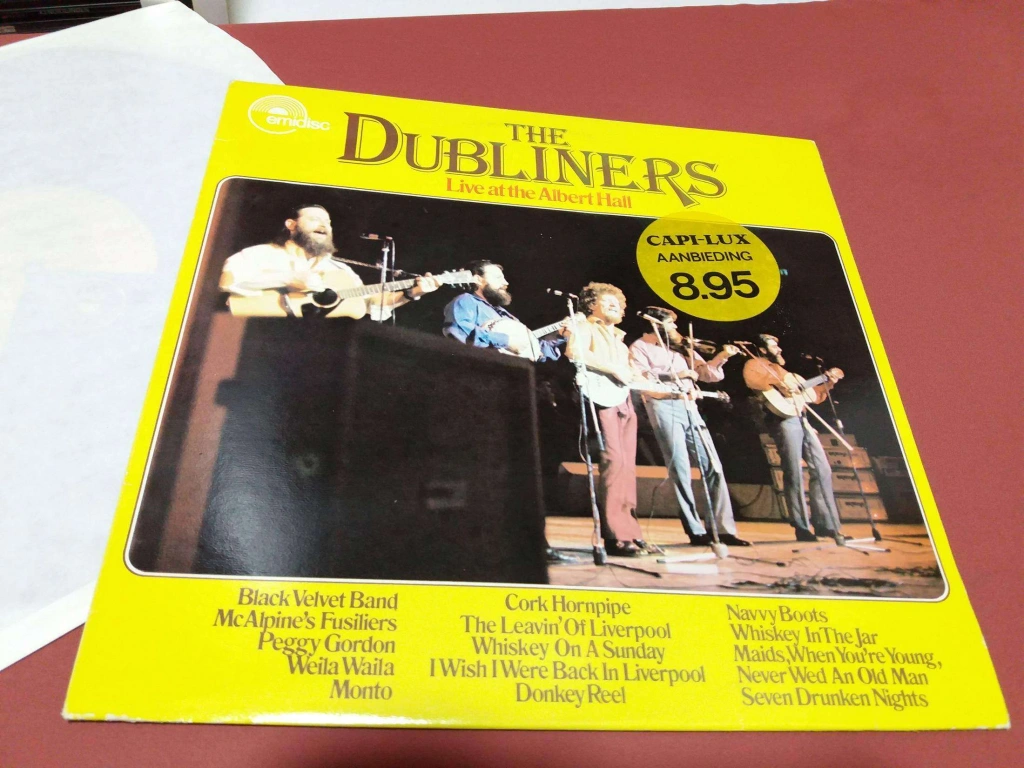 emidisc
THE
DUBLINERS
Live at the Albert Hall
CAPI-LUX
AANBIEDING
8.95
Black Velvet Band
McAlpine's Fusiliers
Peggy Gordon
Weila Waila
Monto
Cork Hornpipe
The Leavin' Of Liverpool
Whiskey On A Sunday
I Wish I Were Back In Liverpool
Donkey Reel
Navvy Boots
Whiskey In The Jar
Maids, When You're Young,
Never Wed An Old Man
Seven Drunken Nights